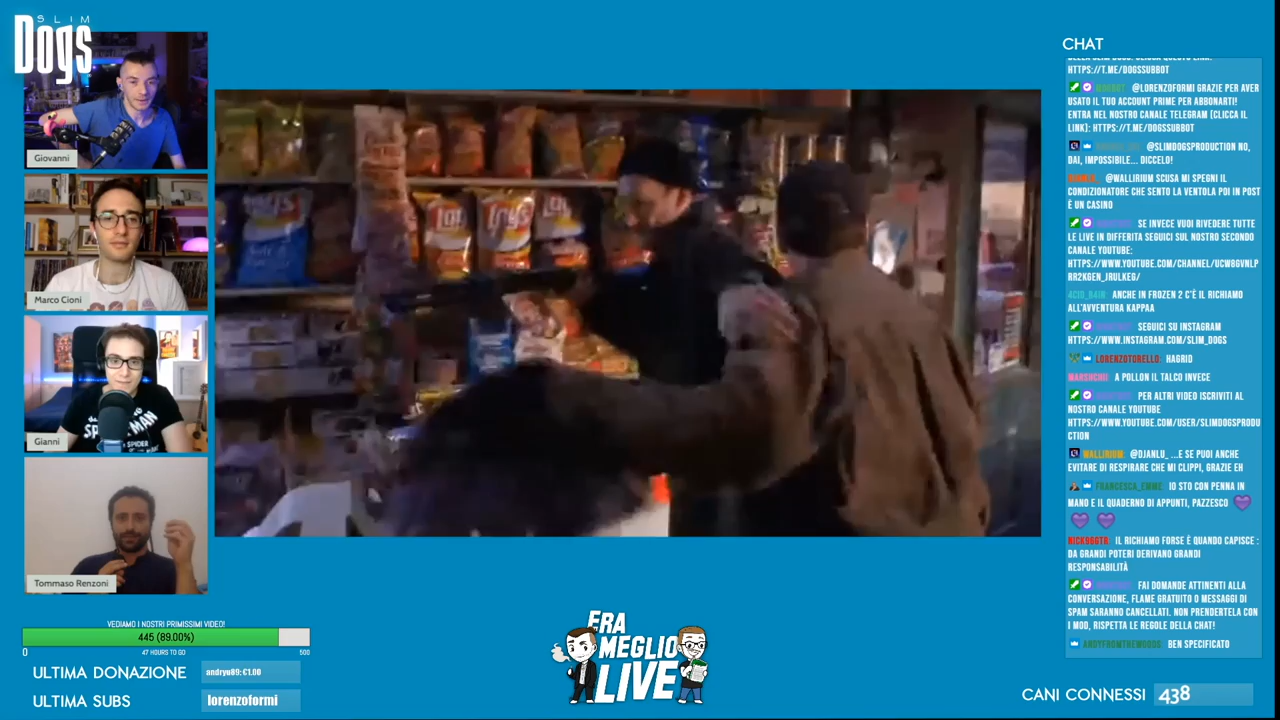 SLIM
Dogs
Giovanni
Marco Cioni
Gianni
Tommaso Renzoni
Lay's
VEDIAMO I NOSTRI PRIMISSIMI VIDEO!
445 (89.00%)
0
47 HOURS TO GO
500
ULTIMA DONAZIONE
andryu89: €1.00
ULTIMA SUBS
lorenzoformi
ERA
MEGLIO
LIVE
CHAT
HTTPS://T.ME/DOGSSUBBOT
@LORENZOFORMI GRAZIE PER AVER
USATO IL TUO ACCOUNT PRIME PER ABBONARTI!
ENTRA NEL NOSTRO CANALE TELEGRAM (CLICCA IL
LINK): HTTPS://T.ME/DOGSSUBBOT
@SLIMDOGSPRODUCTION NO,
DAI, IMPOSSIBILE... DICCELO!
@WALLIRIUM SCUSA MI SPEGNI IL
CONDIZIONATORE CHE SENTO LA VENTOLA POI IN POST
È UN CASINO
SE INVECE VUOI RIVEDERE TUTTE
LE LIVE IN DIFFERITA SEGUICI SUL NOSTRO SECONDO
CANALE YOUTUBE:
ANCHE IN FROZEN 2 C'È IL RICHIAMO
ALL'AVVENTURA KAPPAA
SEGUICI SU INSTAGRAM
HTTPS://WWW.INSTAGRAM.COM/SLIM_DOGS
LORENZOTORELLO: HAGRID
A POLLON IL TALCO INVECE
PER ALTRI VIDEO ISCRIVITI AL
NOSTRO CANALE YOUTUBE
HTTPS://WWW.YOUTUBE.COM/USER/SLIMDOGSPRODU
CTION
WALLIRIUM: @DJANLU_ ...E SE PUOI ANCHE
EVITARE DI RESPIRARE CHE MI CLIPPI, GRAZIE EH
FRANCESCA_EMME: IO STO CON PENNA IN
MANO E IL QUADERNO DI APPUNTI, PAZZESCO
IL RICHIAMO FORSE È QUANDO CAPISCE :
DA GRANDI POTERI DERIVANO GRANDI
RESPONSABILITÀ
FAI DOMANDE ATTINENTI ALLA
CONVERSAZIONE, FLAME GRATUITO O MESSAGGI DI
SPAM SARANNO CANCELLATI. NON PRENDERTELA CON
I MOD, RISPETTA LE REGOLE DELLA CHAT!
ANDYFROMTHEWOODS: BEN SPECIFICATO
CANI CONNESSI 438